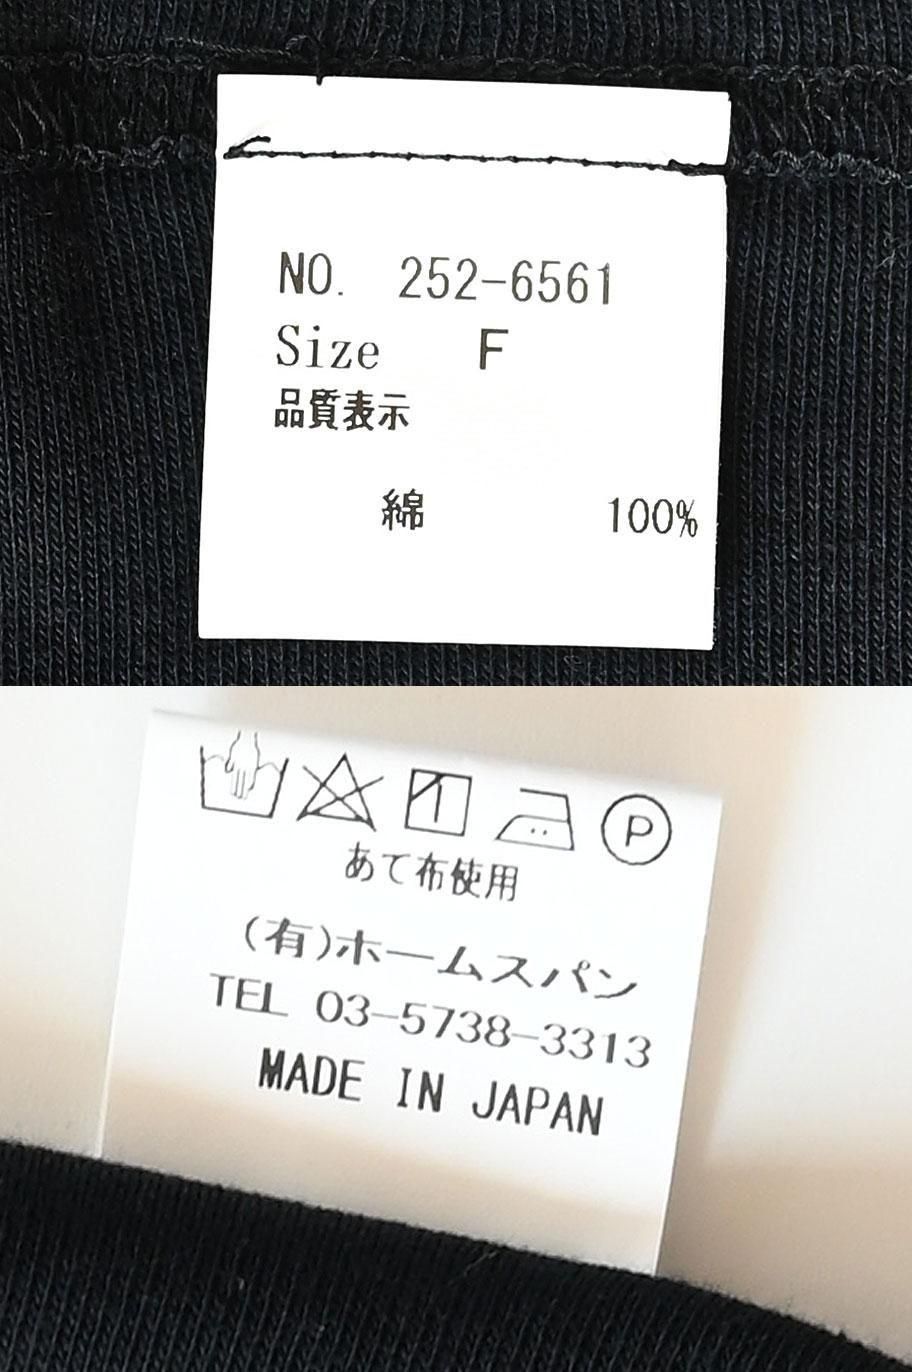 NO. 252-6561
Size F
品質表示
綿 100%
P
あて布使用
(有)ホームスパン
TEL 03-5738-3313
MADE IN JAPAN